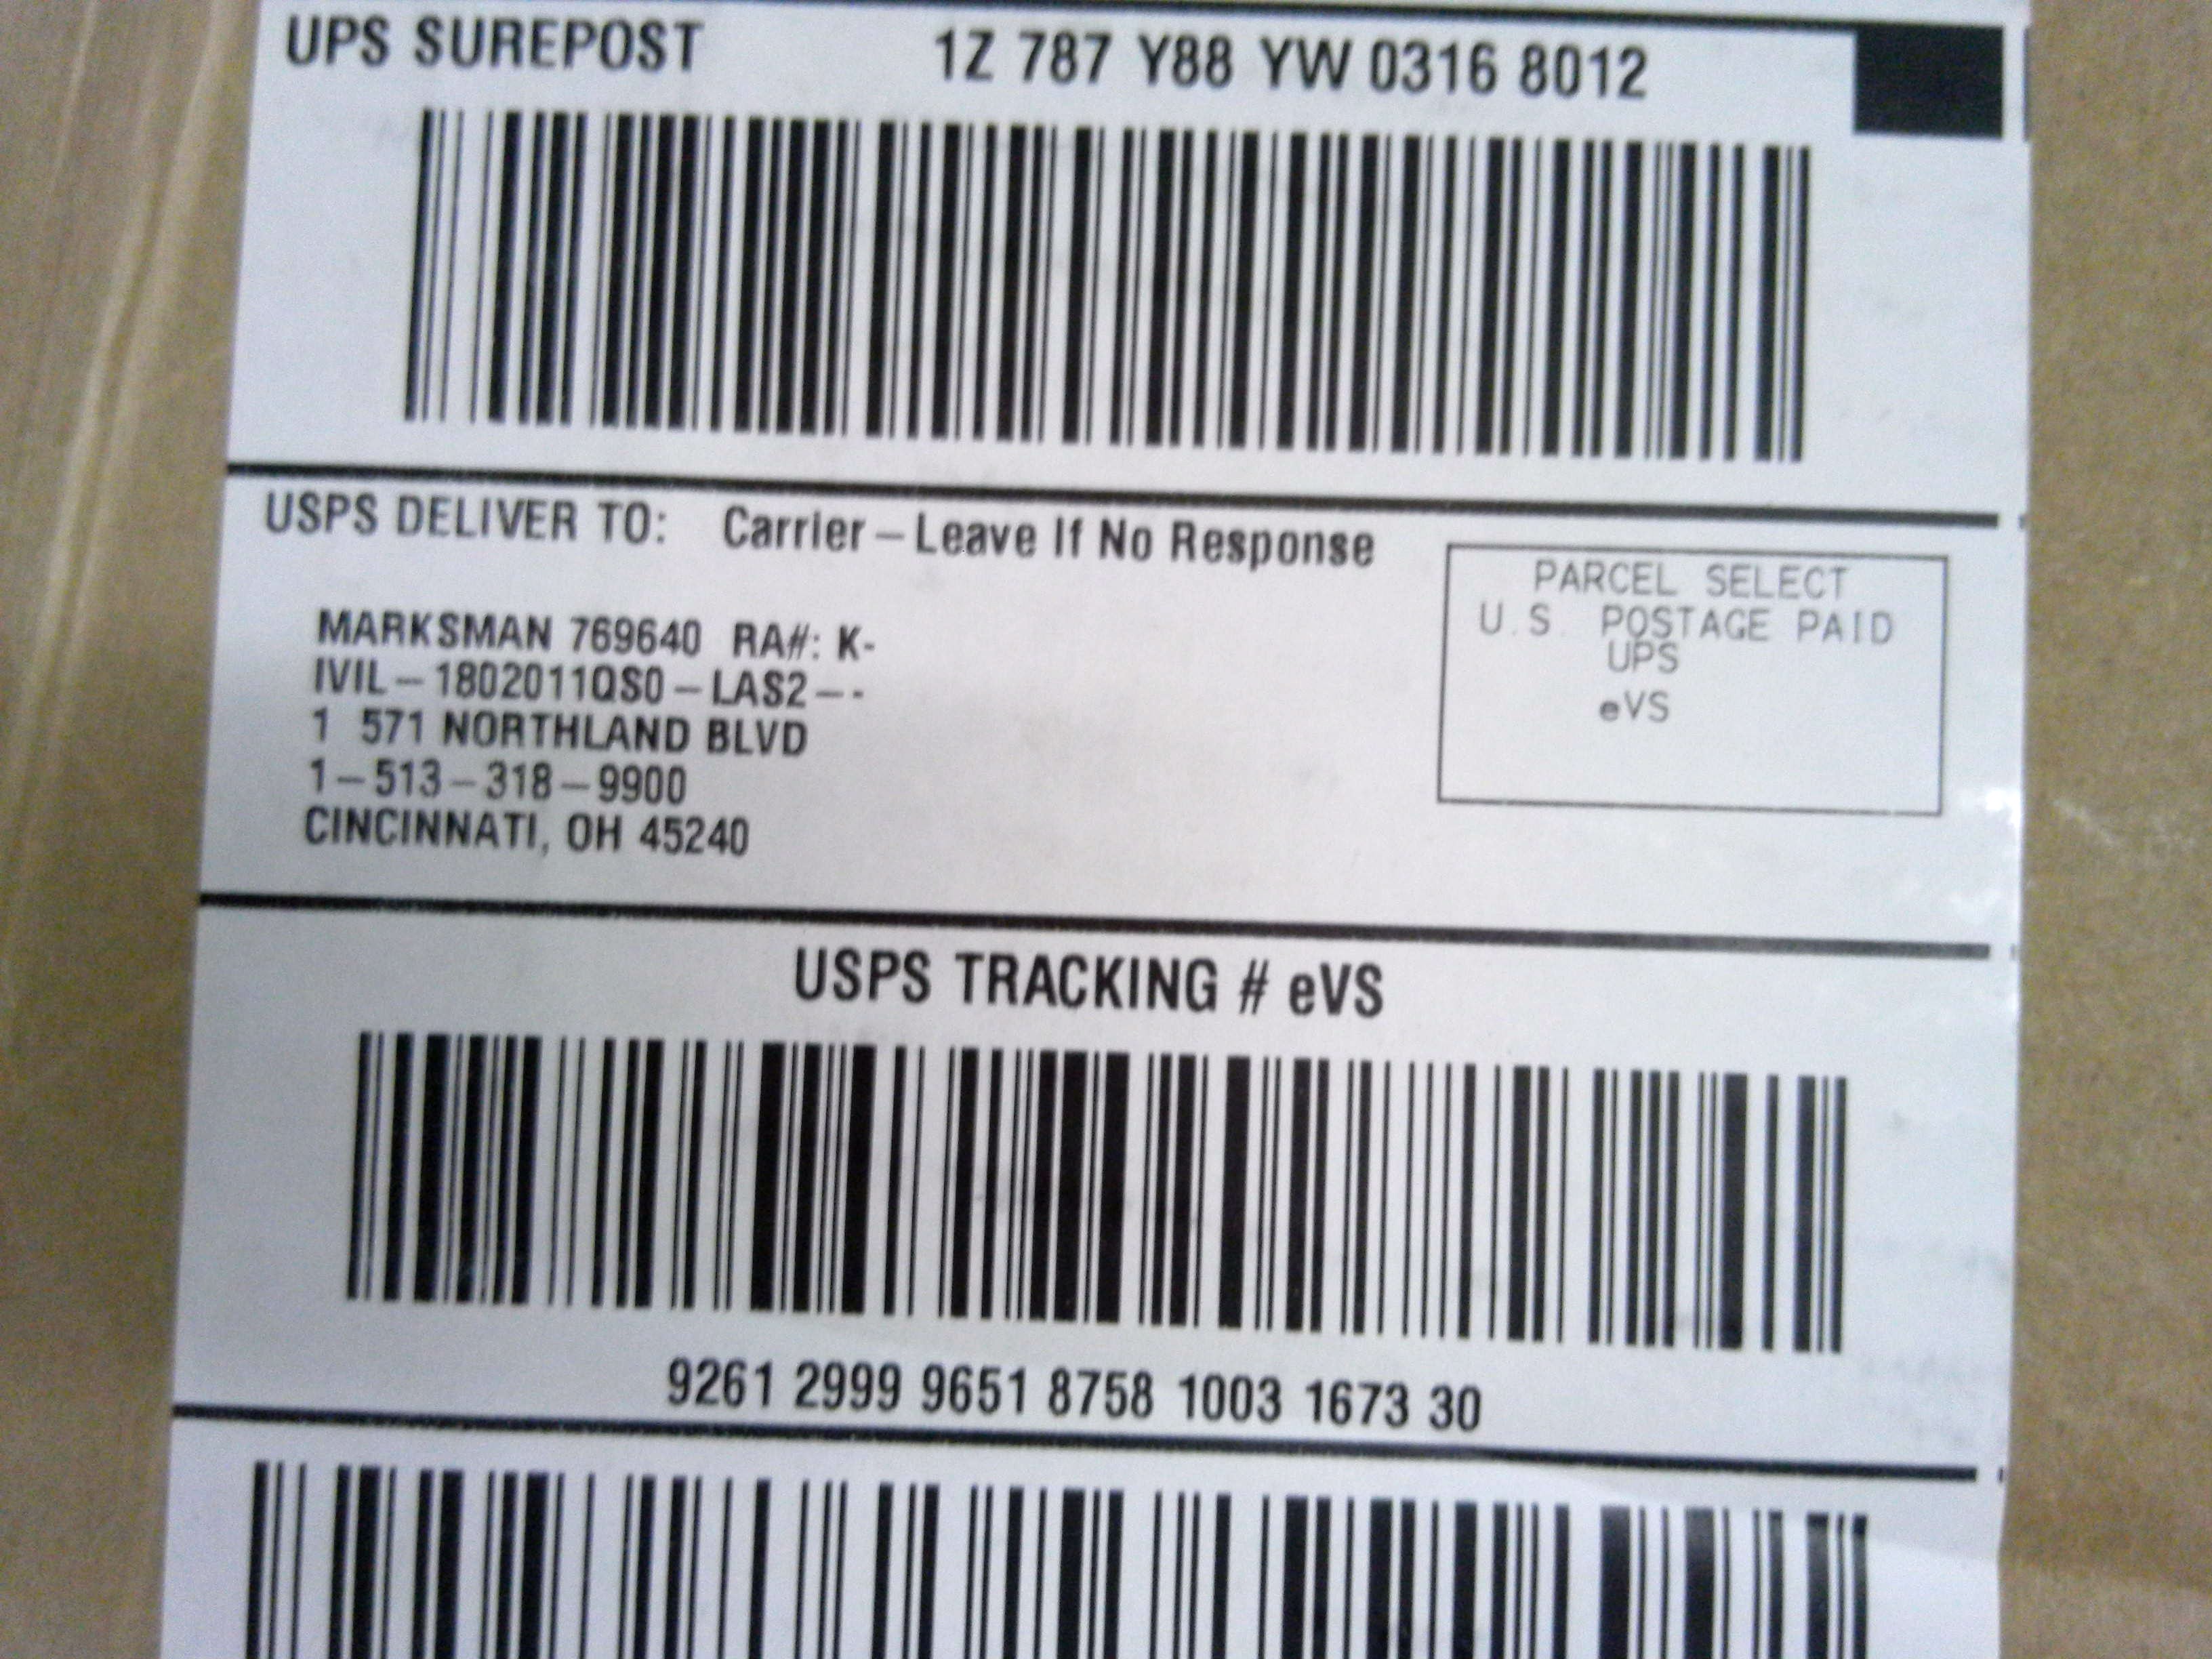 UPS SUREPOST 1Z 787 Y88 YW 0316 8012
USPS DELIVER TO: Carrier – Leave If No Response
MARKSMAN 769640 RA#: K-
IVIL – 1802011QS0 – LAS2 – -
1 571 NORTHLAND BLVD
1 – 513 – 318 – 9900
CINCINNATI, OH 45240
PARCEL SELECT
U.S. POSTAGE PAID
UPS
eVS
USPS TRACKING # eVS
9261 2999 9651 8758 1003 1673 30